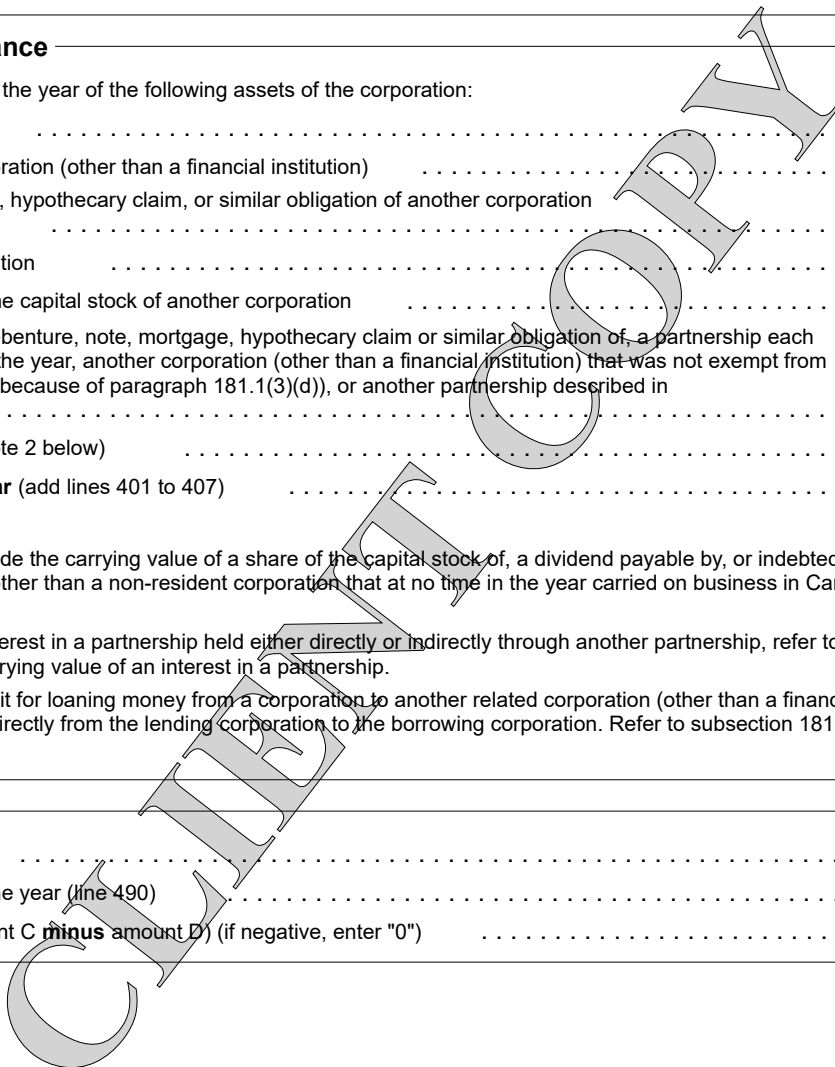 ance
the year of the following assets of the corporation:
. . . . . . . . . . . . . . . . . . . . . . . . . . . . . . . . . . . . . . . . . . . . . . . . . . . . . .
ration (other than a financial institution) . . . . . . . . . . . . . . . . . . . . . . . . . . . .
, hypothecary claim, or similar obligation of another corporation
. . . . . . . . . . . . . . . . . . . . . . . . . . . . . . . . . . . . . . . . . . . . . . . . . . . . .
tion . . . . . . . . . . . . . . . . . . . . . . . . . . . . . . . . . . . . . . . . . . . . . . . . .
e capital stock of another corporation . . . . . . . . . . . . . . . . . . . . . . . . . . . . .
benture, note, mortgage, hypothecary claim or similar obligation of, a partnership each
the year, another corporation (other than a financial institution) that was not exempt from
because of paragraph 181.1(3)(d)), or another partnership described in
. . . . . . . . . . . . . . . . . . . . . . . . . . . . . . . . . . . . . . . . . . . . . . . . . . . . . . . .
te 2 below) . . . . . . . . . . . . . . . . . . . . . . . . . . . . . . . . . . . . . . . . . . . .
r (add lines 401 to 407) . . . . . . . . . . . . . . . . . . . . . . . . . . . . . . . . . . . . .
de the carrying value of a share of the capital stock of, a dividend payable by, or indebted
other than a non-resident corporation that at no time in the year carried on business in Ca
erest in a partnership held either directly or indirectly through another partnership, refer to
rying value of an interest in a partnership.
it for loaning money from a corporation to another related corporation (other than a financ
irectly from the lending corporation to the borrowing corporation. Refer to subsection 181
. . . . . . . . . . . . . . . . . . . . . . . . . . . . . . . . . . . . . . . . . . . . . . . . . . . . . . . .
e year (line 490) . . . . . . . . . . . . . . . . . . . . . . . . . . . . . . . . . . . . . . . . . .
nt C minus amount D) (if negative, enter "0") . . . . . . . . . . . . . . . . . . . . . . . .
CLIENT COPY